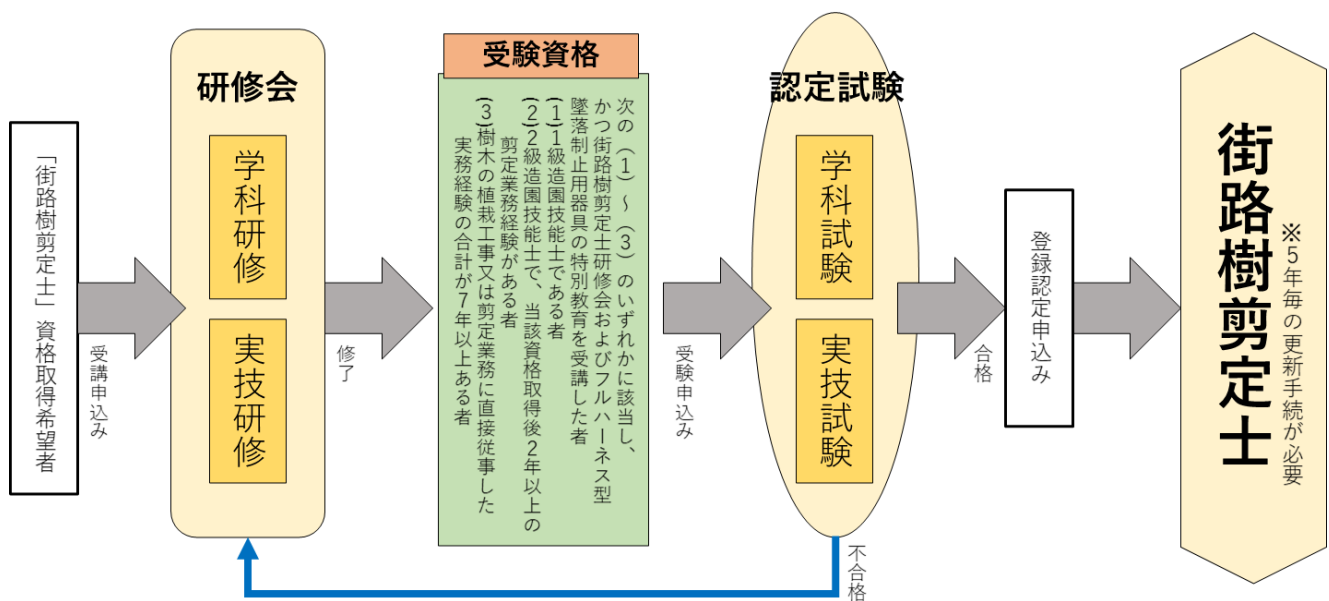 「街路樹剪定士」資格取得希望者
受講申込み
研修会
学科研修
実技研修
修了
受験資格
次の（１）～（３）のいずれかに該当し、
かつ街路樹剪定士研修会およびフルハーネス型
墜落制止用器具の特別教育を受講した者
(１)１級造園技能士である者
(２)２級造園技能士で、当該資格取得後２年以上の
剪定業務経験がある者
(３)樹木の植栽工事又は剪定業務に直接従事した
実務経験の合計が７年以上ある者
受験申込み
認定試験
学科試験
実技試験
合格
不合格
登録認定申込み
街路樹剪定士
※５年毎の更新手続が必要